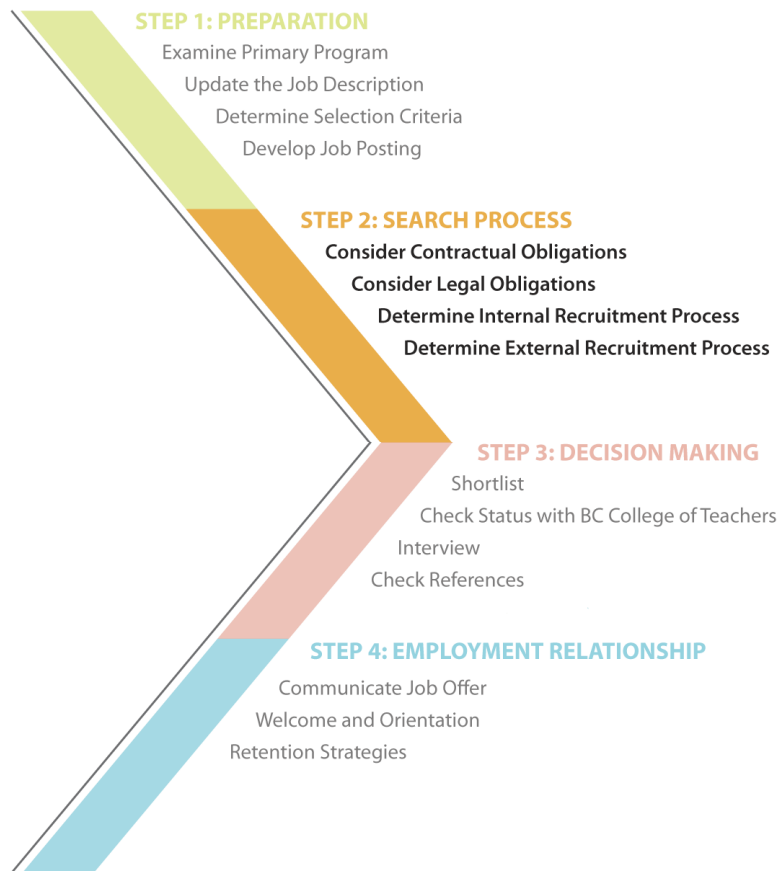 STEP 1: PREPARATION
Examine Primary Program
Update the Job Description
Determine Selection Criteria
Develop Job Posting
STEP 2: SEARCH PROCESS
Consider Contractual Obligations
Consider Legal Obligations
Determine Internal Recruitment Process
Determine External Recruitment Process
STEP 3: DECISION MAKING
Shortlist
Check Status with BC College of Teachers
Interview
Check References
STEP 4: EMPLOYMENT RELATIONSHIP
Communicate Job Offer
Welcome and Orientation
Retention Strategies